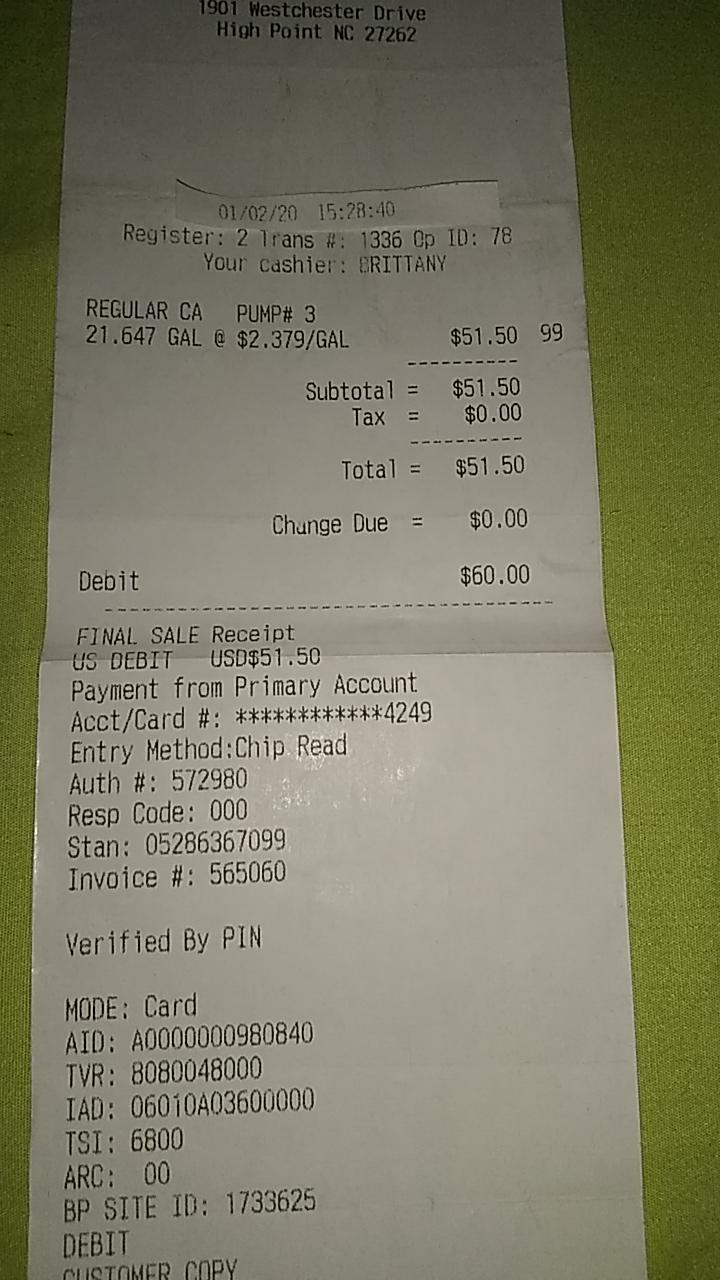 1901 Westchester Drive
High Point NC 27262
01/02/20 15:28:40
Register: 2 Trans #: 1336 Op ID: 78
Your cashier: BRITTANY
REGULAR CA PUMP# 3
21.647 GAL @ $2.379/GAL $51.50 99
----------
Subtotal = $51.50
Tax = $0.00
----------
Total = $51.50
Change Due = $0.00
Debit $60.00
----------------------------------------
FINAL SALE Receipt
US DEBIT USD$51.50
Payment from Primary Account
Acct/Card #: ************4249
Entry Method:Chip Read
Auth #: 572980
Resp Code: 000
Stan: 05286367099
Invoice #: 565060
Verified By PIN
MODE: Card
AID: A0000000980840
TVR: 8080048000
IAD: 06010A03600000
TSI: 6800
ARC: 00
BP SITE ID: 1733625
DEBIT
CUSTOMER COPY